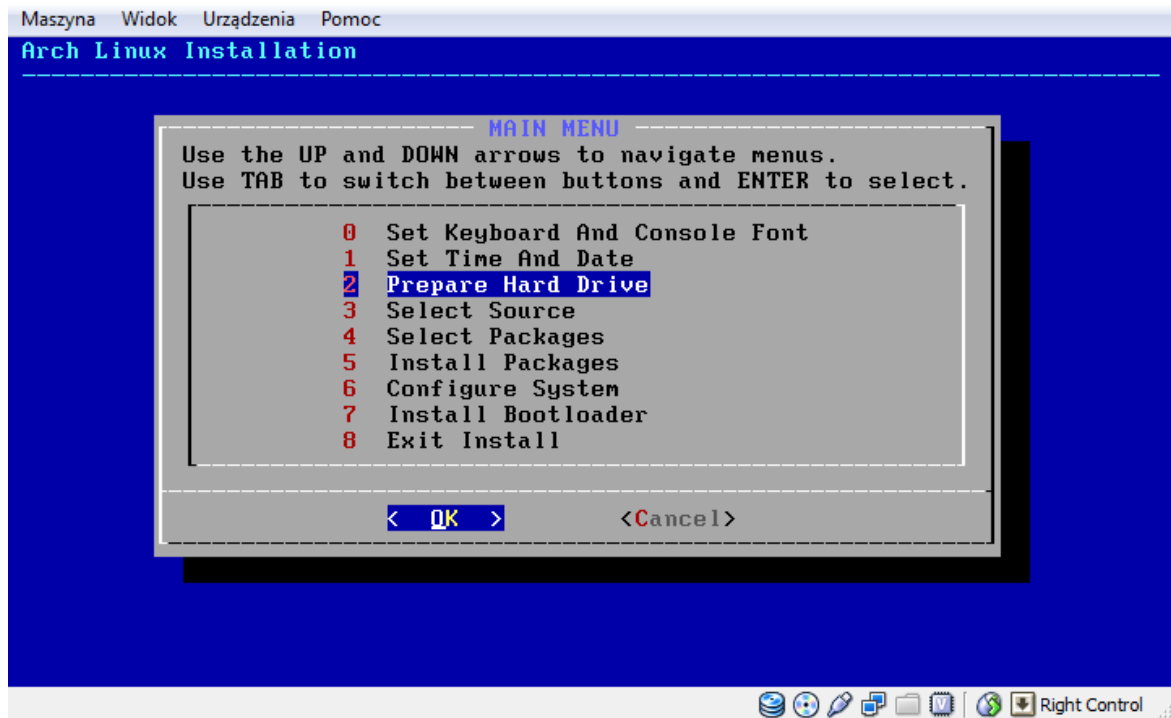 Maszyna Widok Urządzenia Pomoc
Arch Linux Installation
MAIN MENU
Use the UP and DOWN arrows to navigate menus.
Use TAB to switch between buttons and ENTER to select.
0 Set Keyboard And Console Font
1 Set Time And Date
2 Prepare Hard Drive
3 Select Source
4 Select Packages
5 Install Packages
6 Configure System
7 Install Bootloader
8 Exit Install
< OK > <Cancel>
Right Control